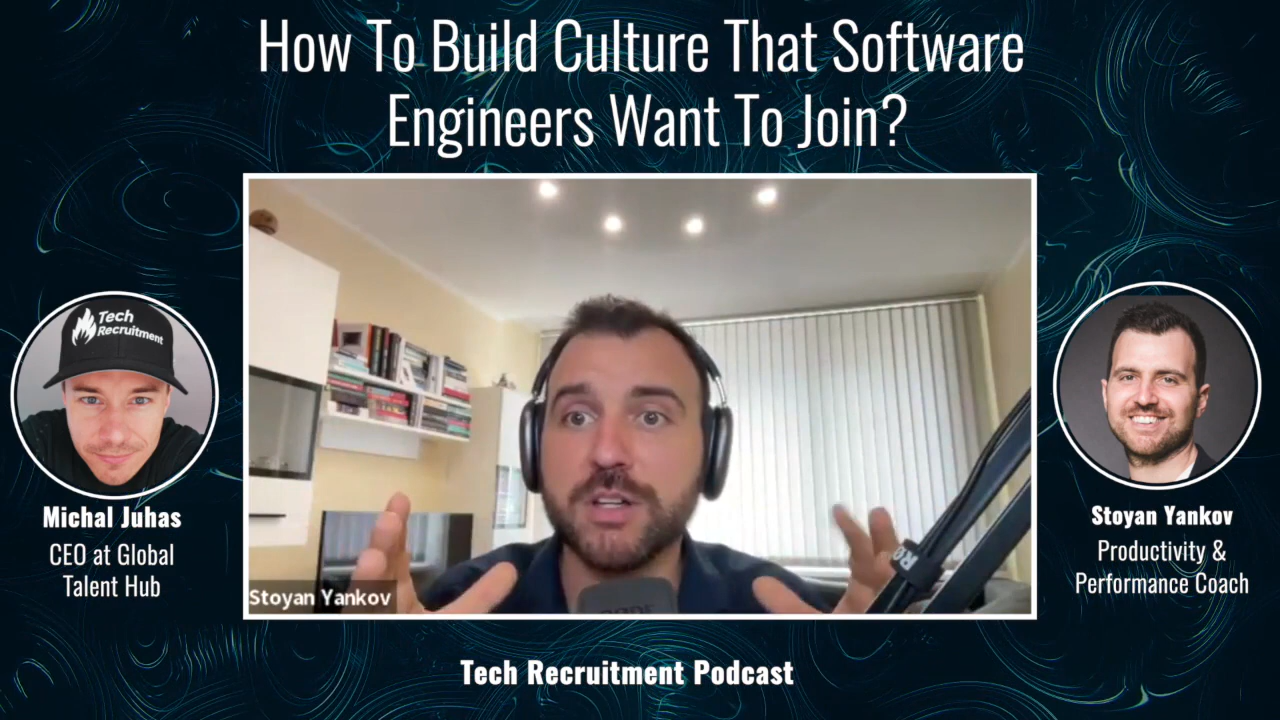 How To Build Culture That Software
Engineers Want To Join?
Tech
Recruitment
Michal Juhas
CEO at Global
Talent Hub
Stoyan Yankov
RODE
Stoyan Yankov
Productivity &
Performance Coach
Tech Recruitment Podcast